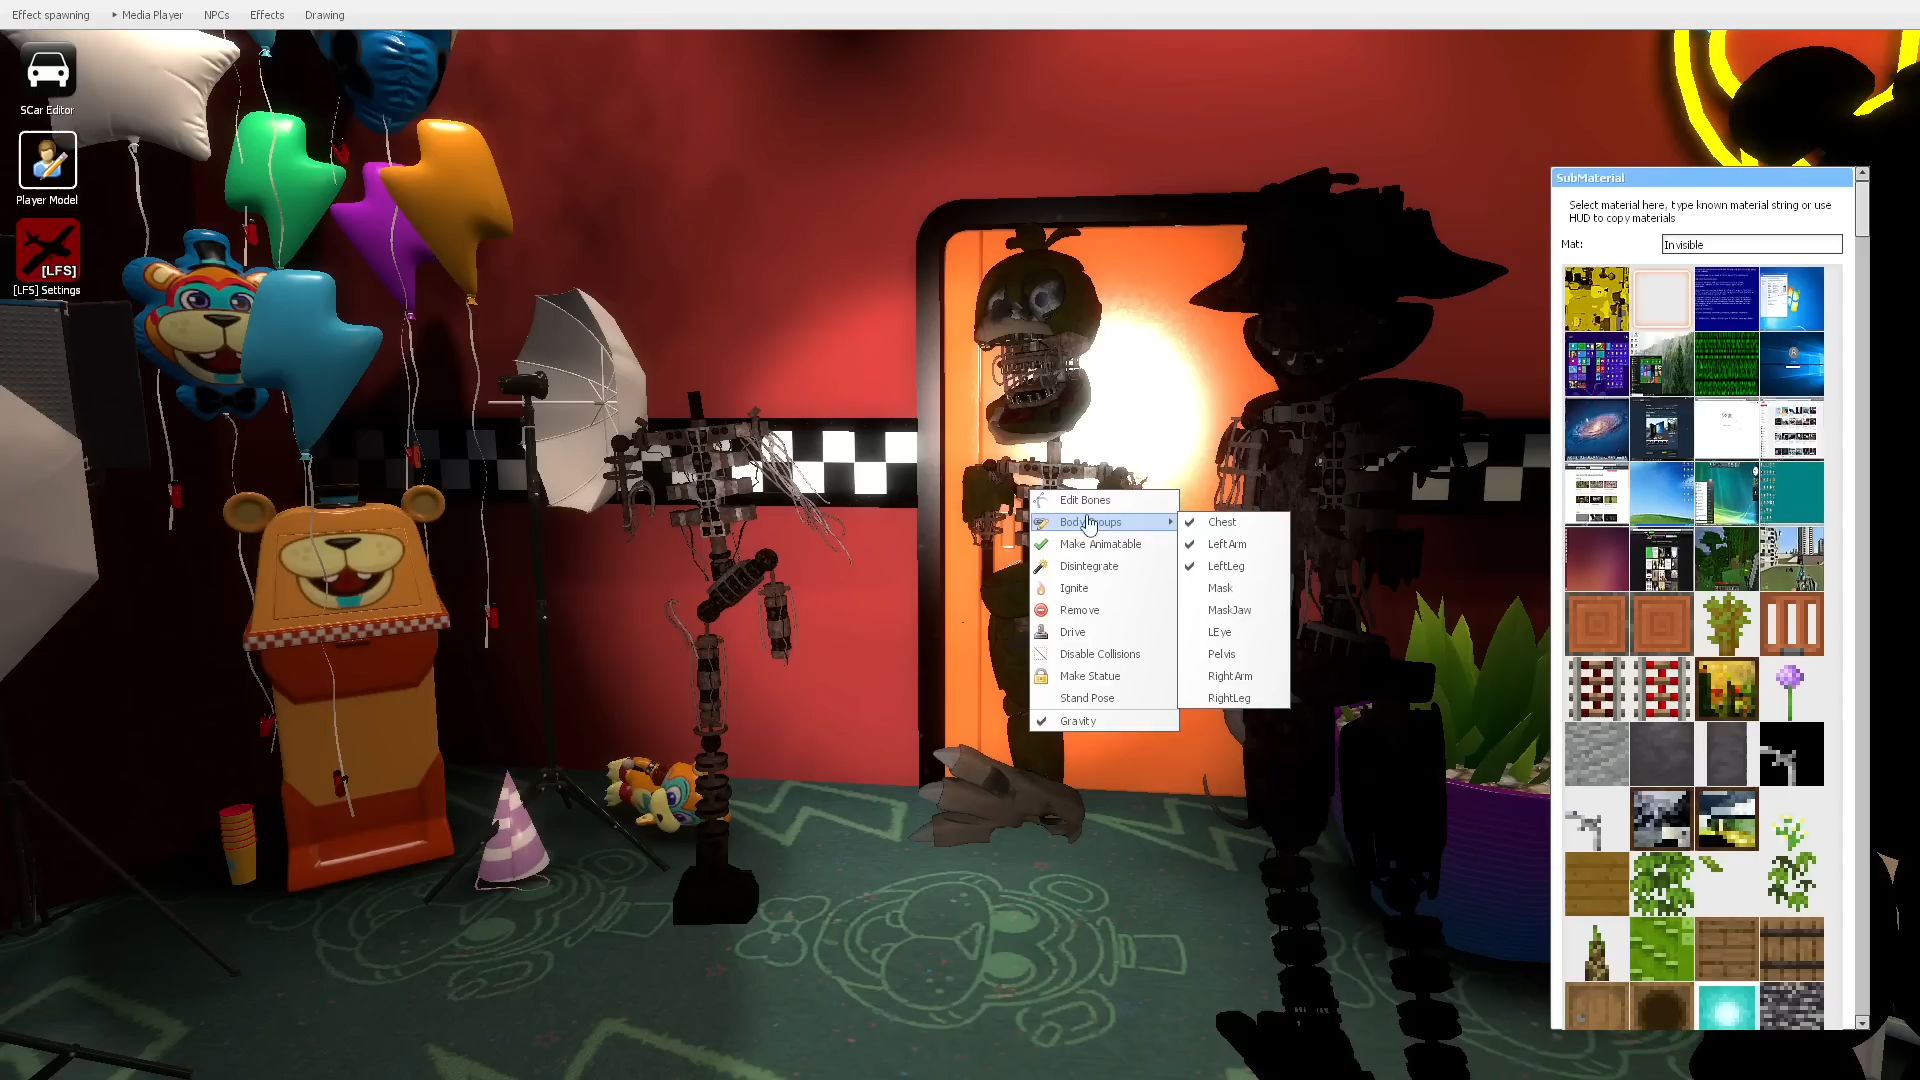 Effect spawning
Media Player
NPCs
Effects
Drawing
SCar Editor
Player Model
[LFS]
[LFS] Settings
SubMaterial
Select material here, type known material string or use
HUD to copy materials
Mat:
Invisible
Edit Bones
Make Animatable
Disintegrate
Ignite
Remove
Drive
Disable Collisions
Make Statue
Stand Pose
Gravity
Chest
LeftArm
LeftLeg
Mask
MaskJaw
LEye
Pelvis
RightArm
RightLeg